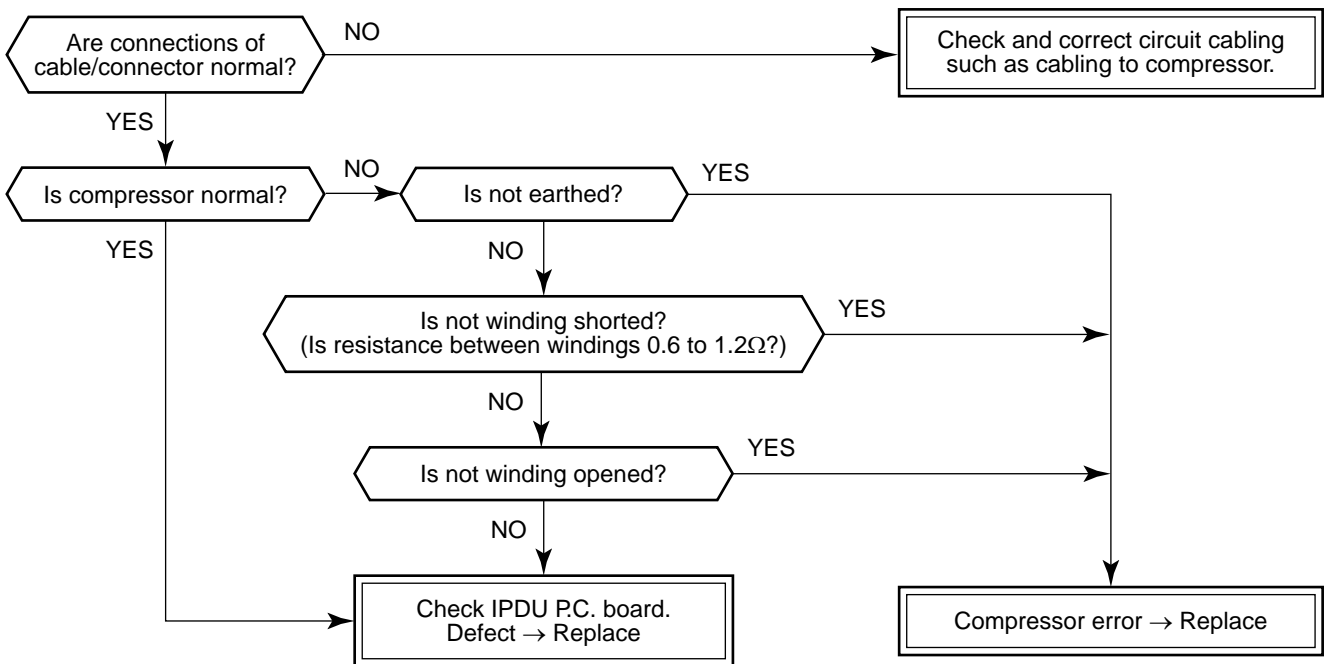 Are connections of
cable/connector normal?
NO
Check and correct circuit cabling
such as cabling to compressor.
YES
Is compressor normal?
NO
Is not earthed?
YES
YES
NO
Is not winding shorted?
(Is resistance between windings 0.6 to 1.2Ω?)
YES
NO
Is not winding opened?
YES
NO
Check IPDU P.C. board.
Defect → Replace
Compressor error → Replace